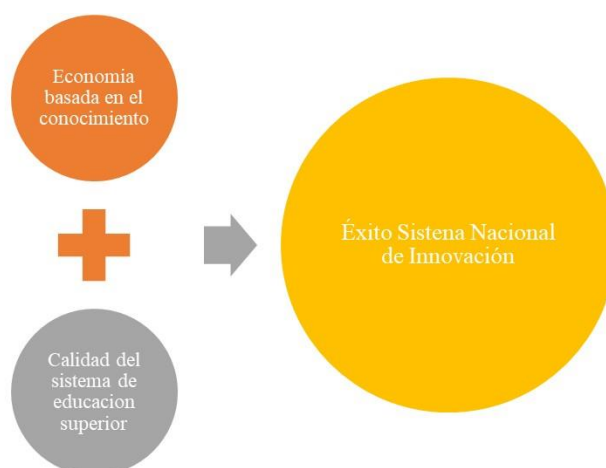 Economia
basada en el
conocimiento
Calidad del
sistema de
educacion
superior
Éxito Sistena Nacional
de Innovación